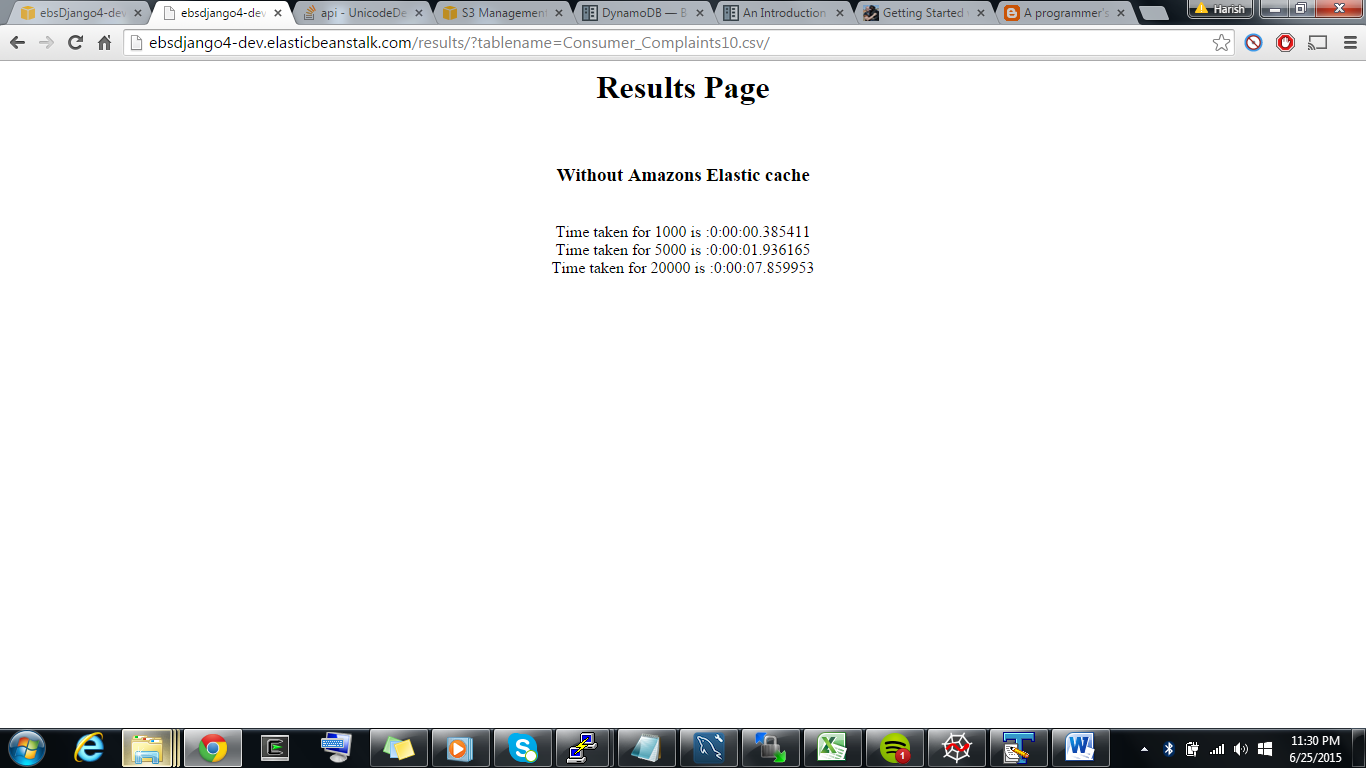 ebsDjango4-dev
ebsdjango4-dev
api - UnicodeDe
S3 Management
DynamoDB — B
An Introduction
Getting Started
A programmer's
Harish
ebsdjango4-dev.elasticbeanstalk.com/results/?tablename=Consumer_Complaints10.csv/
Results Page
Without Amazons Elastic cache
Time taken for 1000 is :0:00:00.385411
Time taken for 5000 is :0:00:01.936165
Time taken for 20000 is :0:00:07.859953
1
11:30 PM
6/25/2015